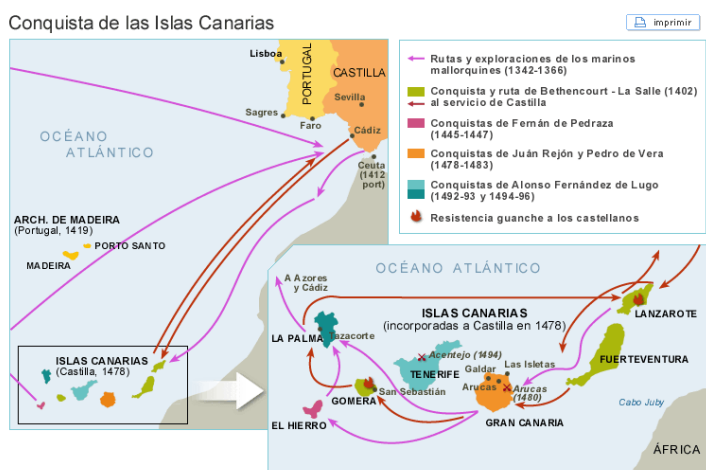 Conquista de las Islas Canarias
imprimir
Lisboa
PORTUGAL
CASTILLA
Sevilla
Sagres
Faro
Cádiz
Ceuta
(1412
port)
OCÉANO
ATLÁNTICO
ARCH. DE MADEIRA
(Portugal, 1419)
PORTO SANTO
MADEIRA
ISLAS CANARIAS
(Castilla, 1478)
Rutas y exploraciones de los marinos
mallorquines (1342-1366)
Conquista y ruta de Bethencourt - La Salle (1402)
al servicio de Castilla
Conquistas de Fernán de Pedraza
(1445-1447)
Conquistas de Juán Rejón y Pedro de Vera
(1478-1483)
Conquistas de Alonso Fernández de Lugo
(1492-93 y 1494-96)
Resistencia guanche a los castellanos
OCÉANO ATLÁNTICO
A Azores
y Cádiz
ISLAS CANARIAS
(incorporadas a Castilla en 1478)
LANZAROTE
LA PALMA
Tazacorte
Acentejo (1494)
TENERIFE
FUERTEVENTURA
Las Isletas
Galdar
Arucas
Arucas
(1480)
San Sebastián
GOMERA
EL HIERRO
GRAN CANARIA
Cabo Juby
ÁFRICA